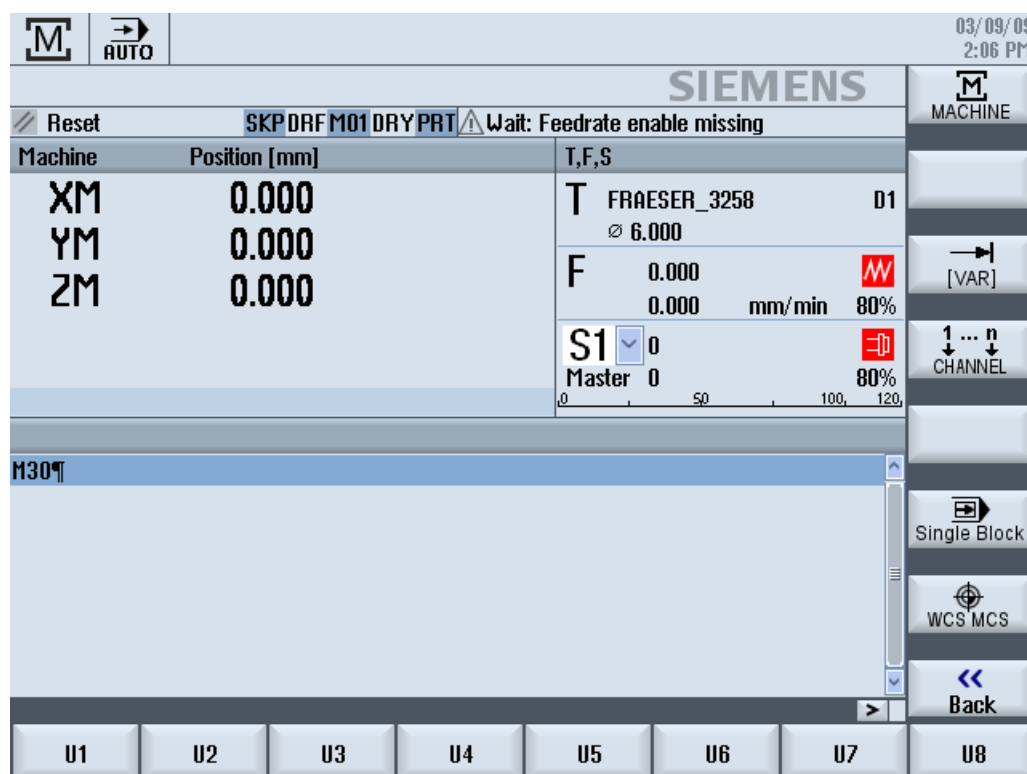 M
AUTO
03/09/09
2:06 PM
SIEMENS
Reset SKP DRF M01 DRY PRT Wait: Feedrate enable missing
Machine Position [mm]
XM 0.000
YM 0.000
ZM 0.000
T,F,S
T FRAESER_3258 D1
⌀ 6.000
F 0.000
0.000 mm/min 80%
S1 0
Master 0 80%
0 50 100 120
M30¶
M
MACHINE
[VAR]
1 ... n
CHANNEL
Single Block
WCS MCS
<<
Back
>
U1 U2 U3 U4 U5 U6 U7 U8